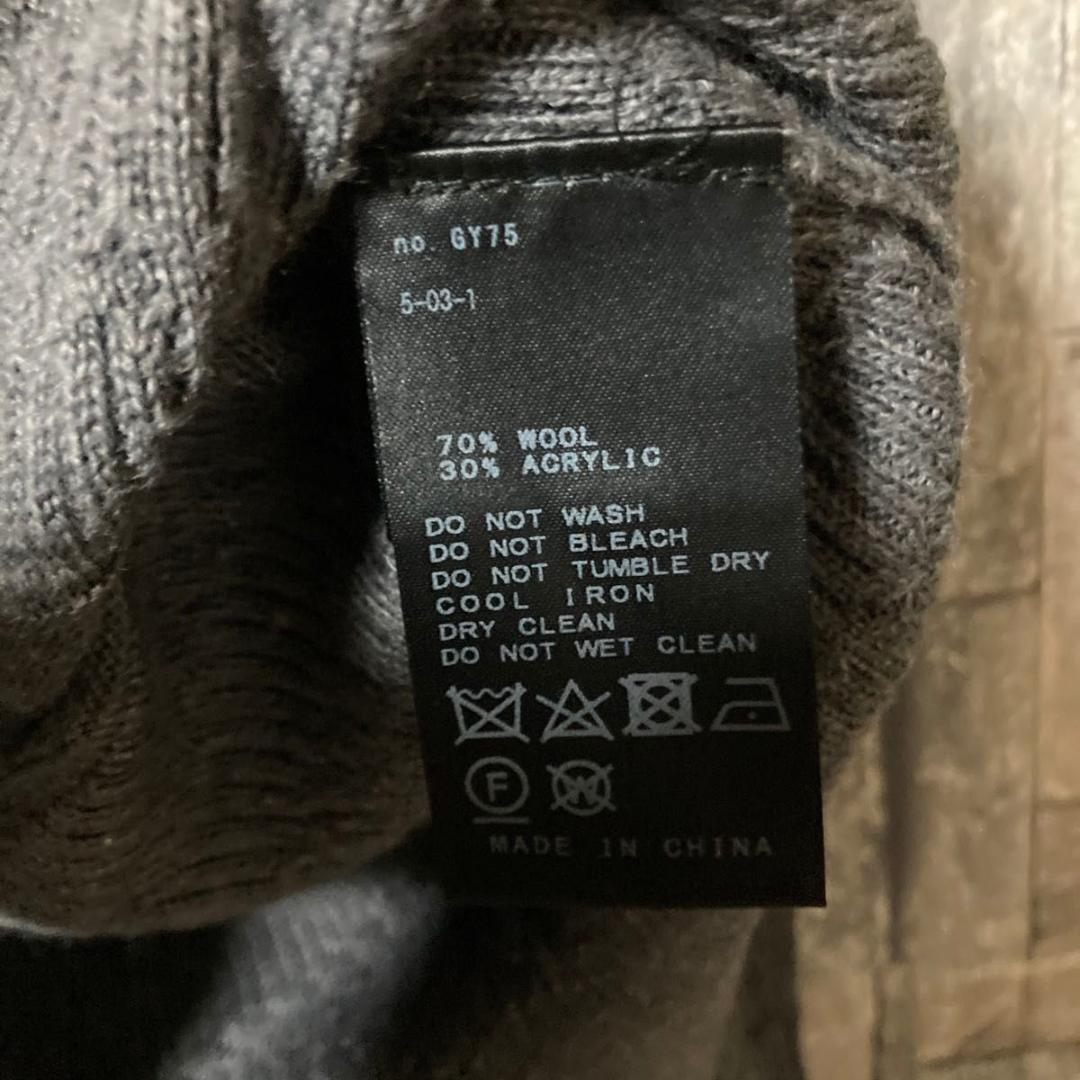 no. GY75
5-03-1
70% WOOL
30% ACRYLIC
DO NOT WASH
DO NOT BLEACH
DO NOT TUMBLE DRY
COOL IRON
DRY CLEAN
DO NOT WET CLEAN
F W
MADE IN CHINA